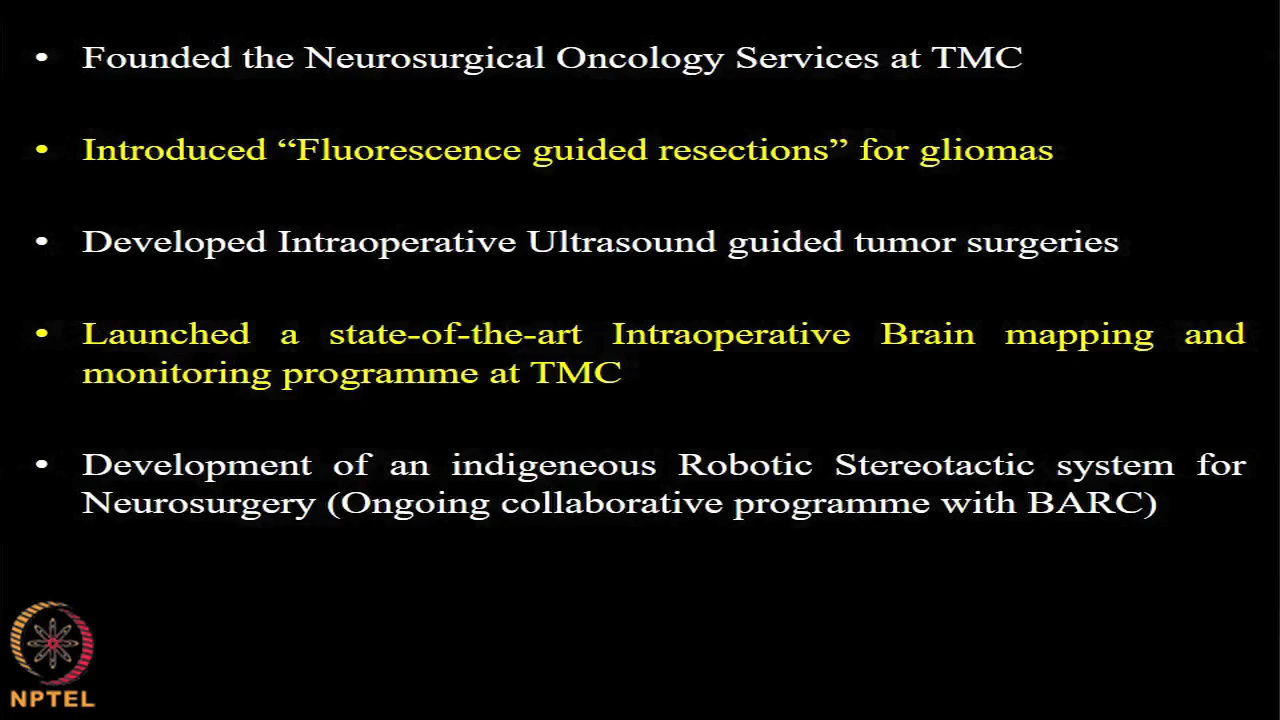 • Founded the Neurosurgical Oncology Services at TMC
• Introduced “Fluorescence guided resections” for gliomas
• Developed Intraoperative Ultrasound guided tumor surgeries
• Launched a state-of-the-art Intraoperative Brain mapping and
monitoring programme at TMC
• Development of an indigeneous Robotic Stereotactic system for
Neurosurgery (Ongoing collaborative programme with BARC)
NPTEL